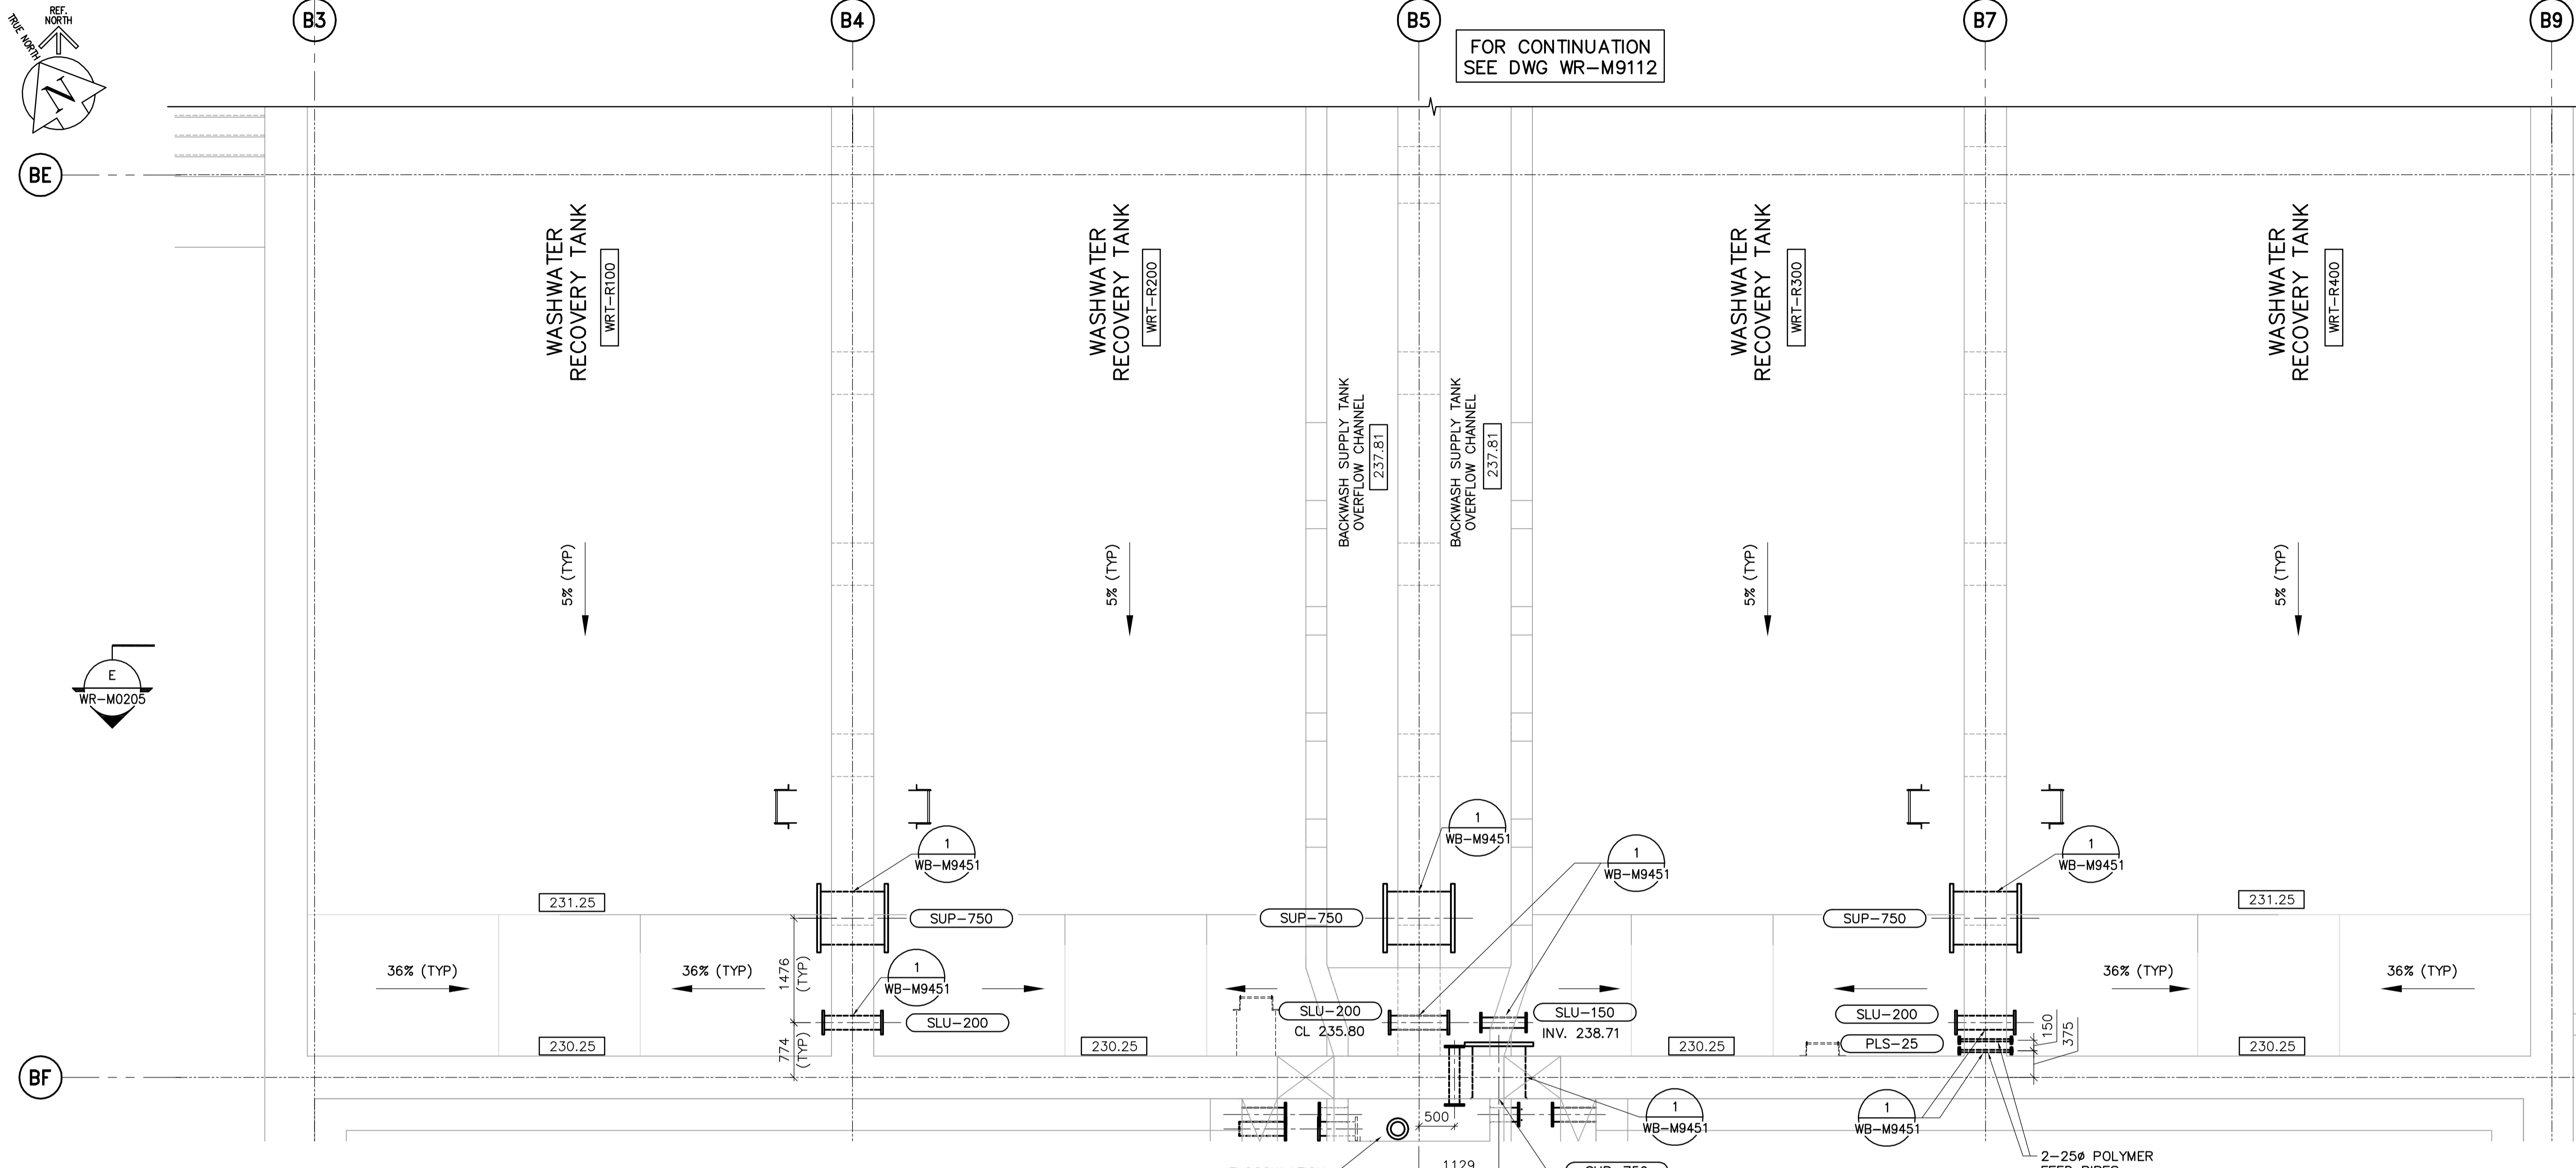 REF.
NORTH
TRUE NORTH
N
B3
B4
B5
B7
B9
FOR CONTINUATION
SEE DWG WR-M9112
BE
WASHWATER
RECOVERY TANK
WRT-R100
WASHWATER
RECOVERY TANK
WRT-R200
WASHWATER
RECOVERY TANK
WRT-R300
WASHWATER
RECOVERY TANK
WRT-R400
BACKWASH SUPPLY TANK
OVERFLOW CHANNEL
237.81
BACKWASH SUPPLY TANK
OVERFLOW CHANNEL
237.81
5% (TYP)
5% (TYP)
5% (TYP)
5% (TYP)
E
WR-M0205
1
WB-M9451
1
WB-M9451
1
WB-M9451
1
WB-M9451
231.25
SUP-750
SUP-750
SUP-750
231.25
36% (TYP)
36% (TYP)
1476
(TYP)
1
WB-M9451
36% (TYP)
36% (TYP)
SLU-200
SLU-200
CL 235.80
SLU-150
INV. 238.71
SLU-200
PLS-25
150
375
774
(TYP)
230.25
230.25
230.25
230.25
BF
500
1
WB-M9451
1
WB-M9451
1129
SUP-750
2-25ø POLYMER
FEED PIPES